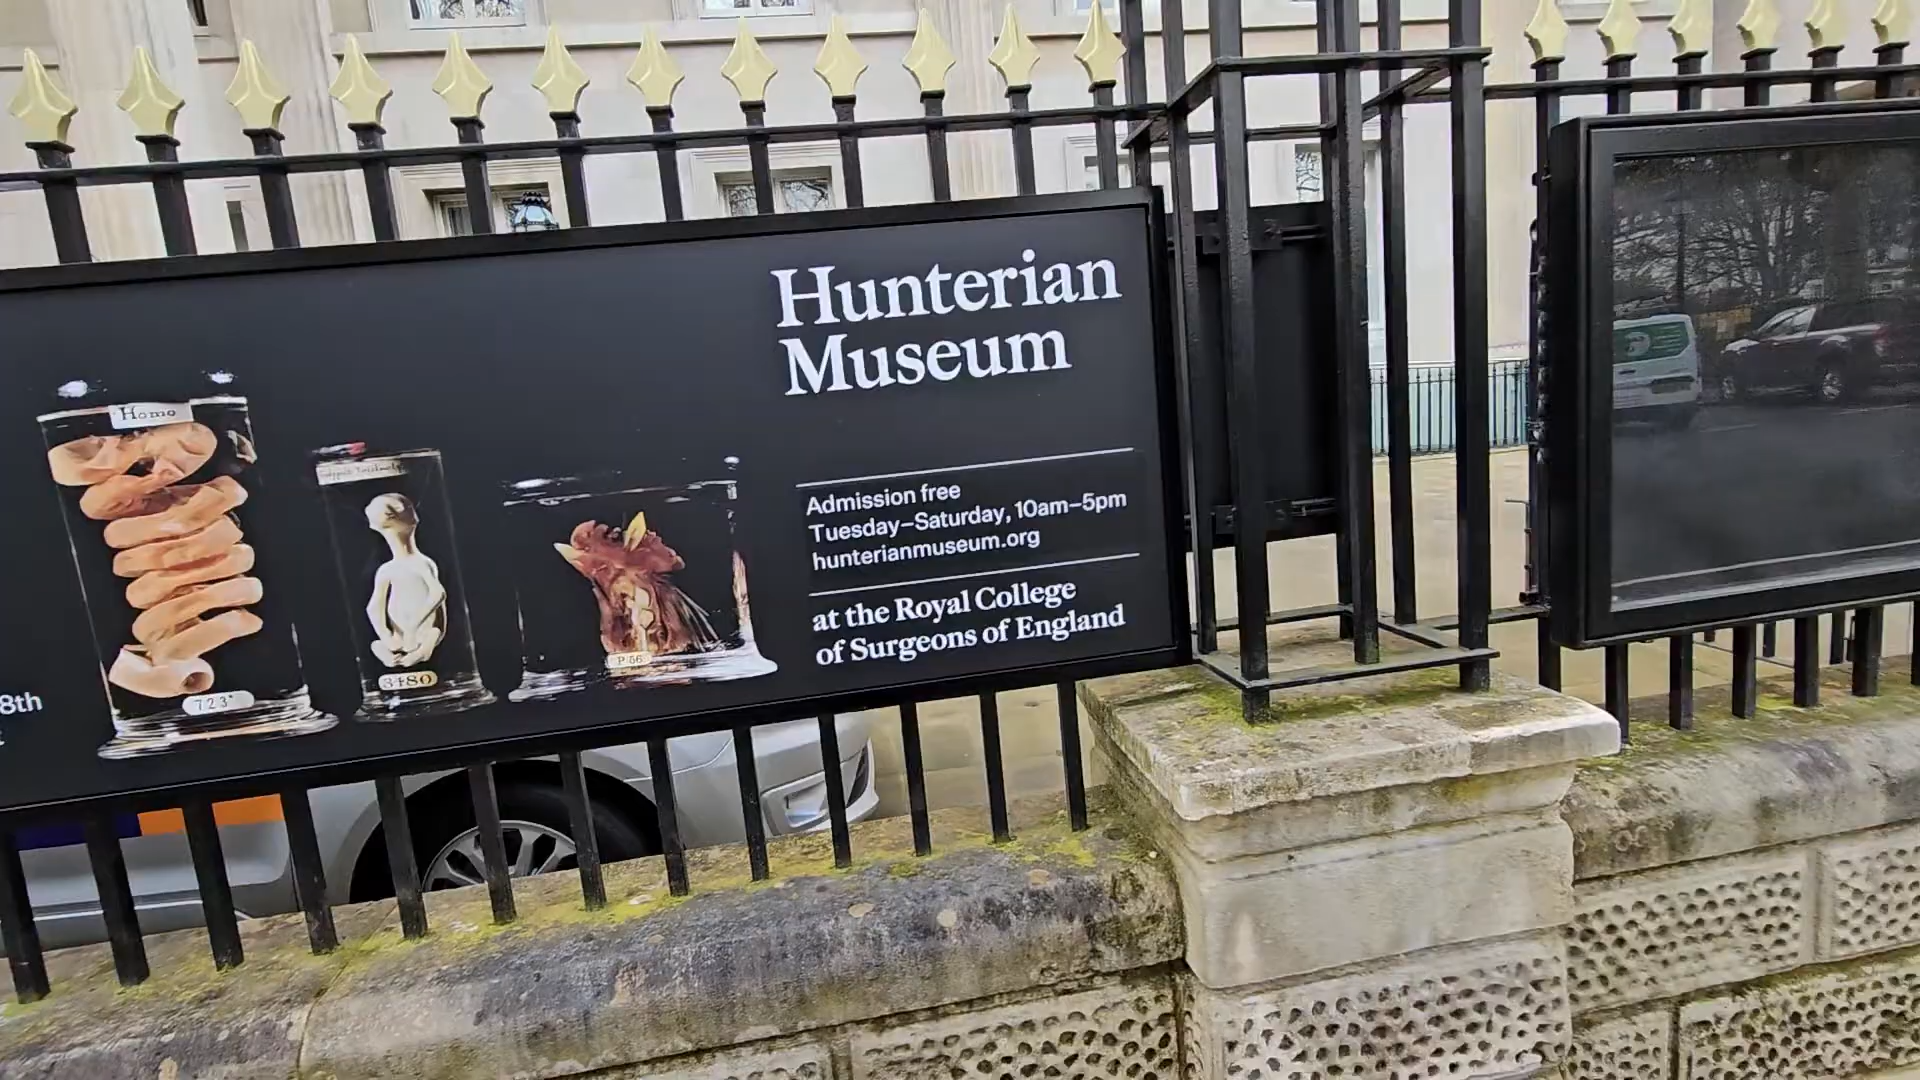 Hunterian
Museum
Admission free
Tuesday–Saturday, 10am–5pm
hunterianmuseum.org
at the Royal College
of Surgeons of England
Homo
723
3480
P 56
8th